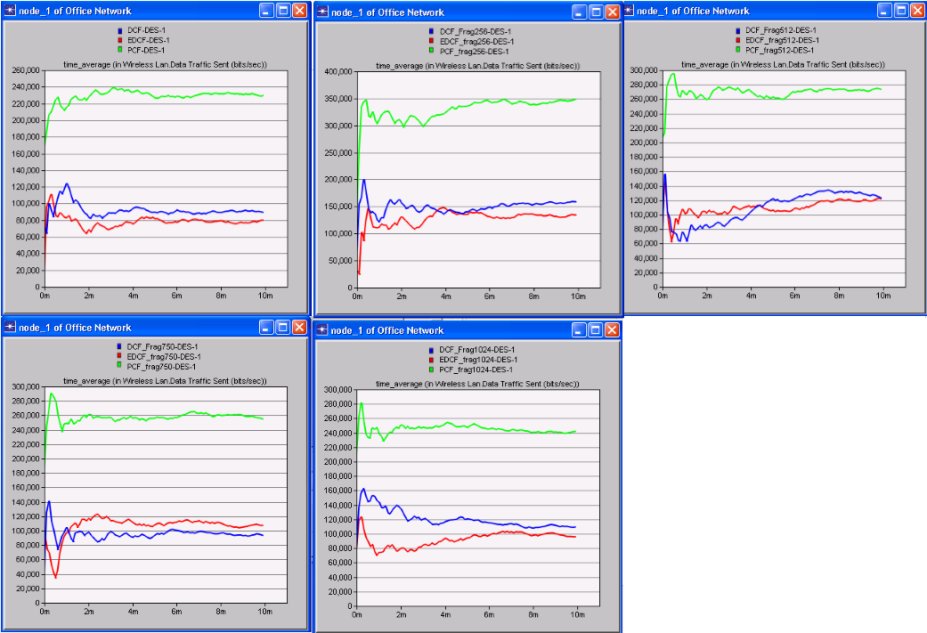 node_1 of Office Network
DCF-DES-1
EDCF-DES-1
PCF-DES-1
time_average (in Wireless Lan.Data Traffic Sent (bits/sec))
260,000
240,000
220,000
200,000
180,000
160,000
140,000
120,000
100,000
80,000
60,000
40,000
20,000
0
0m 2m 4m 6m 8m 10m
node_1 of Office Network
DCF_Frag256-DES-1
EDCF_frag256-DES-1
PCF_frag256-DES-1
time_average (in Wireless Lan.Data Traffic Sent (bits/sec))
400,000
350,000
300,000
250,000
200,000
150,000
100,000
50,000
0
0m 2m 4m 6m 8m 10m
node_1 of Office Network
DCF_Frag512-DES-1
EDCF_frag512-DES-1
PCF_frag512-DES-1
time_average (in Wireless Lan.Data Traffic Sent (bits/sec))
300,000
280,000
260,000
240,000
220,000
200,000
180,000
160,000
140,000
120,000
100,000
80,000
60,000
40,000
20,000
0
0m 2m 4m 6m 8m 10m
node_1 of Office Network
DCF_Frag750-DES-1
EDCF_frag750-DES-1
PCF_frag750-DES-1
time_average (in Wireless Lan.Data Traffic Sent (bits/sec))
300,000
280,000
260,000
240,000
220,000
200,000
180,000
160,000
140,000
120,000
100,000
80,000
60,000
40,000
20,000
0
0m 2m 4m 6m 8m 10m
node_1 of Office Network
DCF_Frag1024-DES-1
EDCF_frag1024-DES-1
PCF_frag1024-DES-1
time_average (in Wireless Lan.Data Traffic Sent (bits/sec))
300,000
280,000
260,000
240,000
220,000
200,000
180,000
160,000
140,000
120,000
100,000
80,000
60,000
40,000
20,000
0
0m 2m 4m 6m 8m 10m